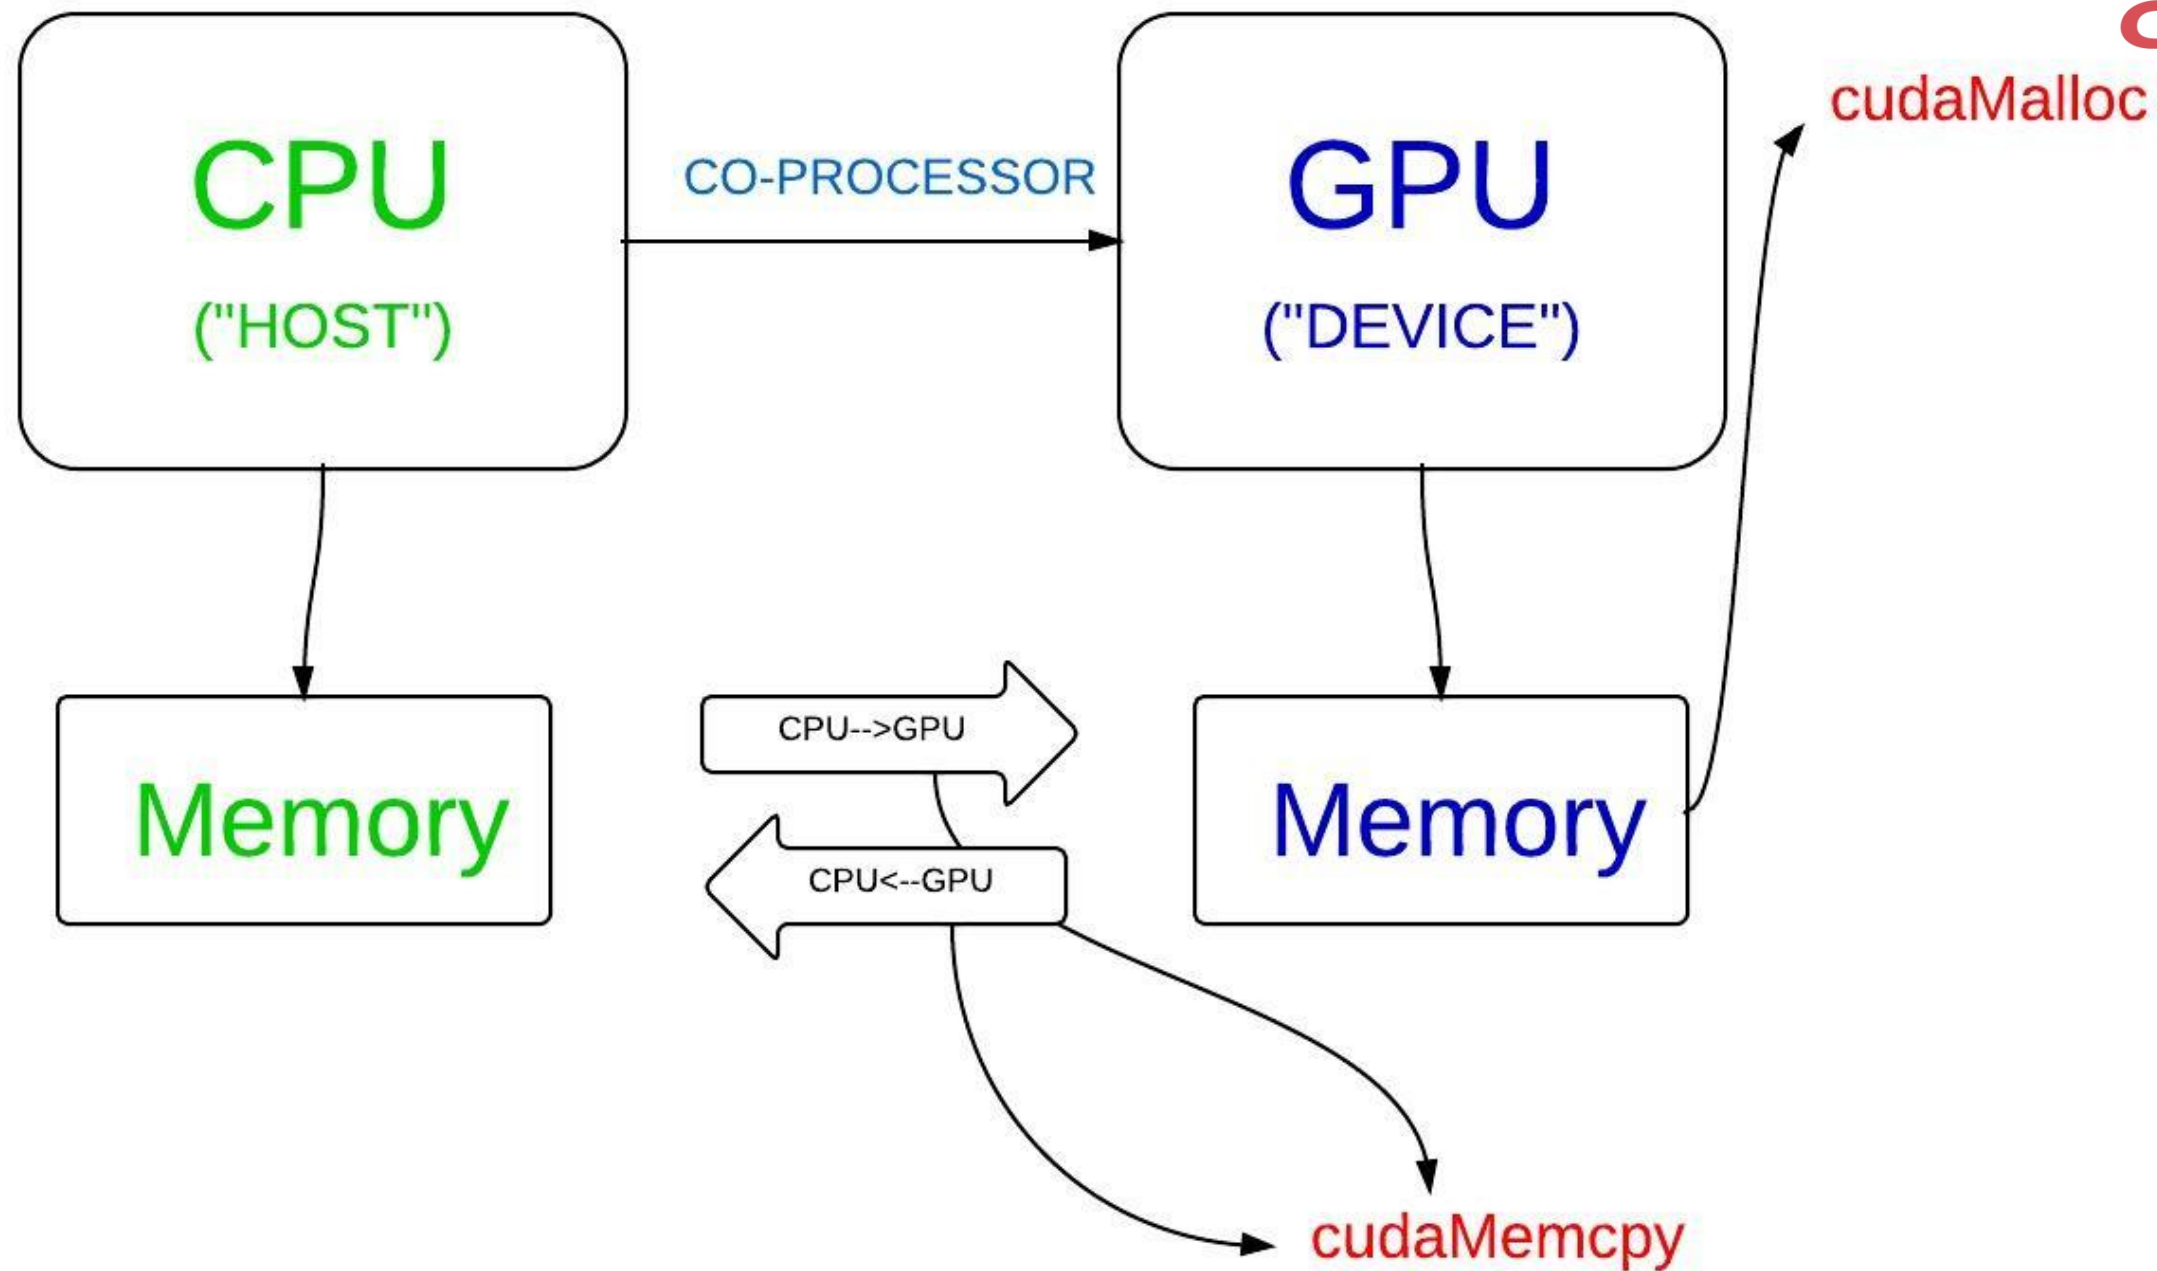 cudaMalloc
CPU
("HOST")
CO-PROCESSOR
GPU
("DEVICE")
CPU-->GPU
CPU<--GPU
Memory
Memory
cudaMemcpy